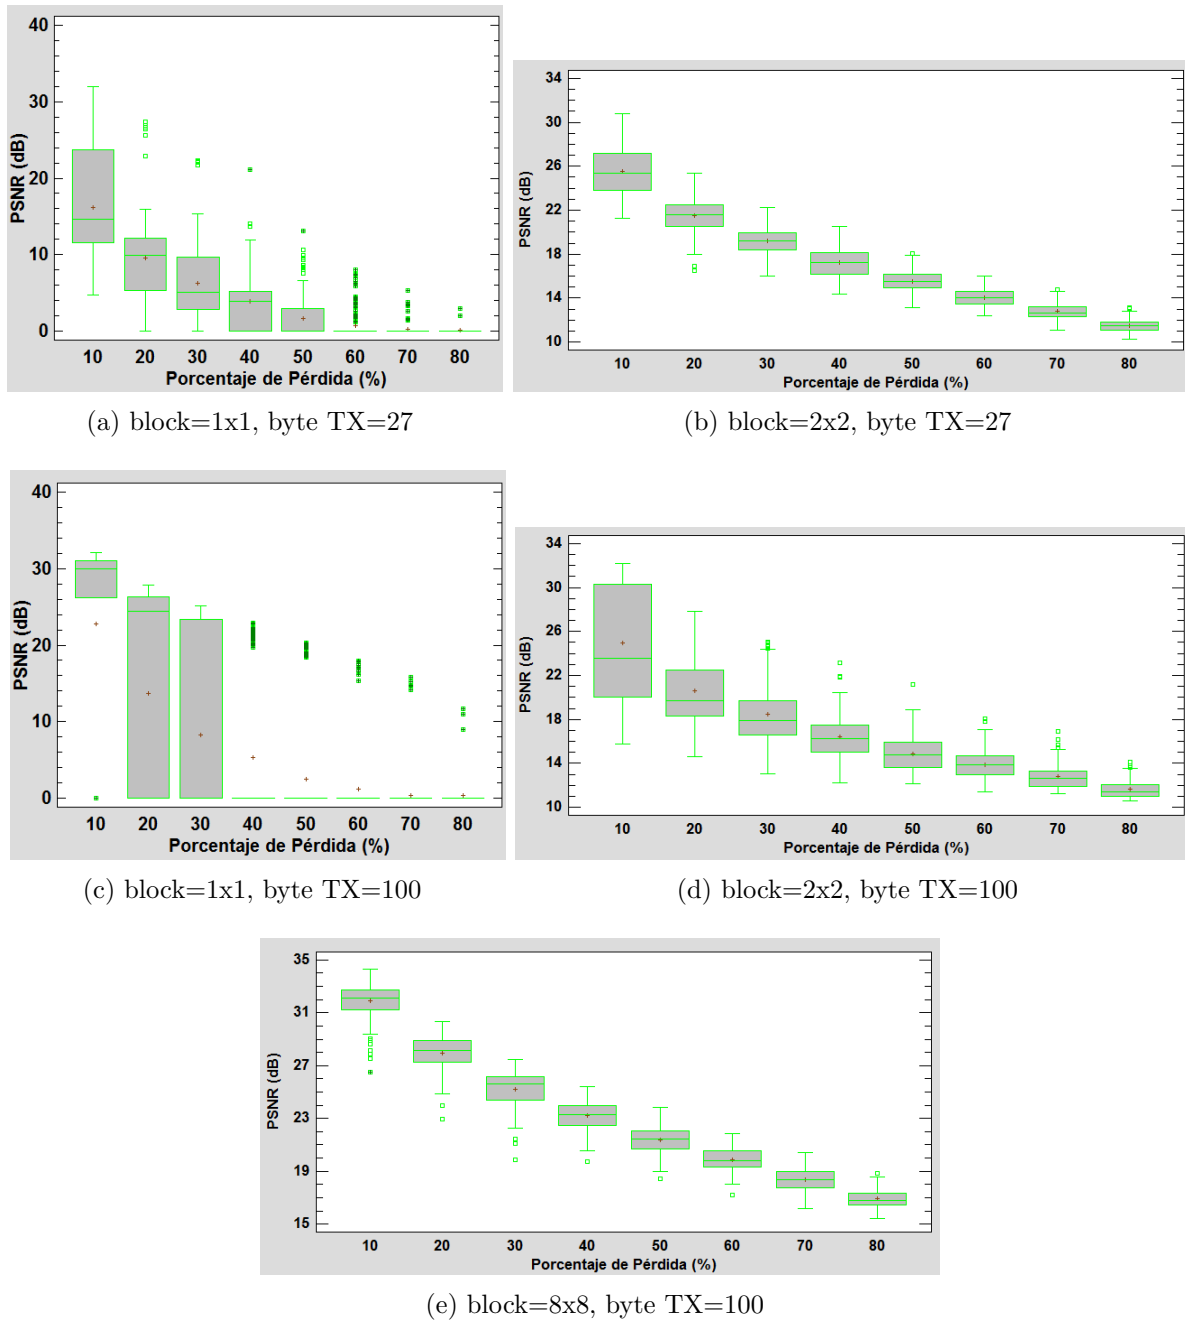 40
30
20
10
0
PSNR (dB)
10 20 30 40 50 60 70 80
Porcentaje de Pérdida (%)
(a) block=1x1, byte TX=27
34
30
26
22
18
14
10
PSNR (dB)
10 20 30 40 50 60 70 80
Porcentaje de Pérdida (%)
(b) block=2x2, byte TX=27
40
30
20
10
0
PSNR (dB)
10 20 30 40 50 60 70 80
Porcentaje de Pérdida (%)
(c) block=1x1, byte TX=100
34
30
26
22
18
14
10
PSNR (dB)
10 20 30 40 50 60 70 80
Porcentaje de Pérdida (%)
(d) block=2x2, byte TX=100
35
31
27
23
19
15
PSNR (dB)
10 20 30 40 50 60 70 80
Porcentaje de Pérdida (%)
(e) block=8x8, byte TX=100